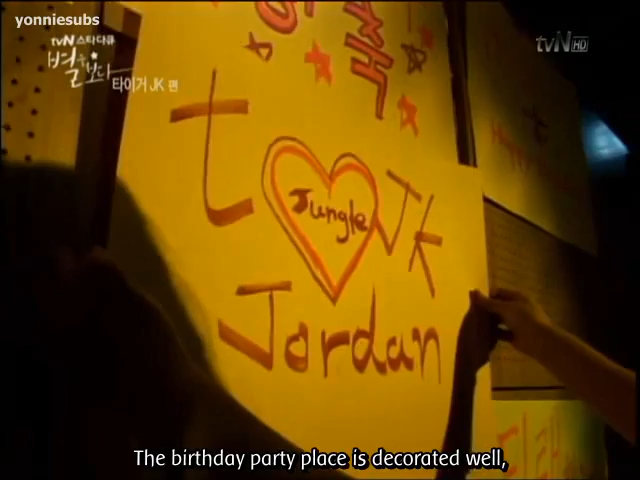 yonniesubs
tvN 스타다큐
별을 보다
타이거 JK 편
tvN HD
축
t
Jungle
JK
Jordan
The birthday party place is decorated well,